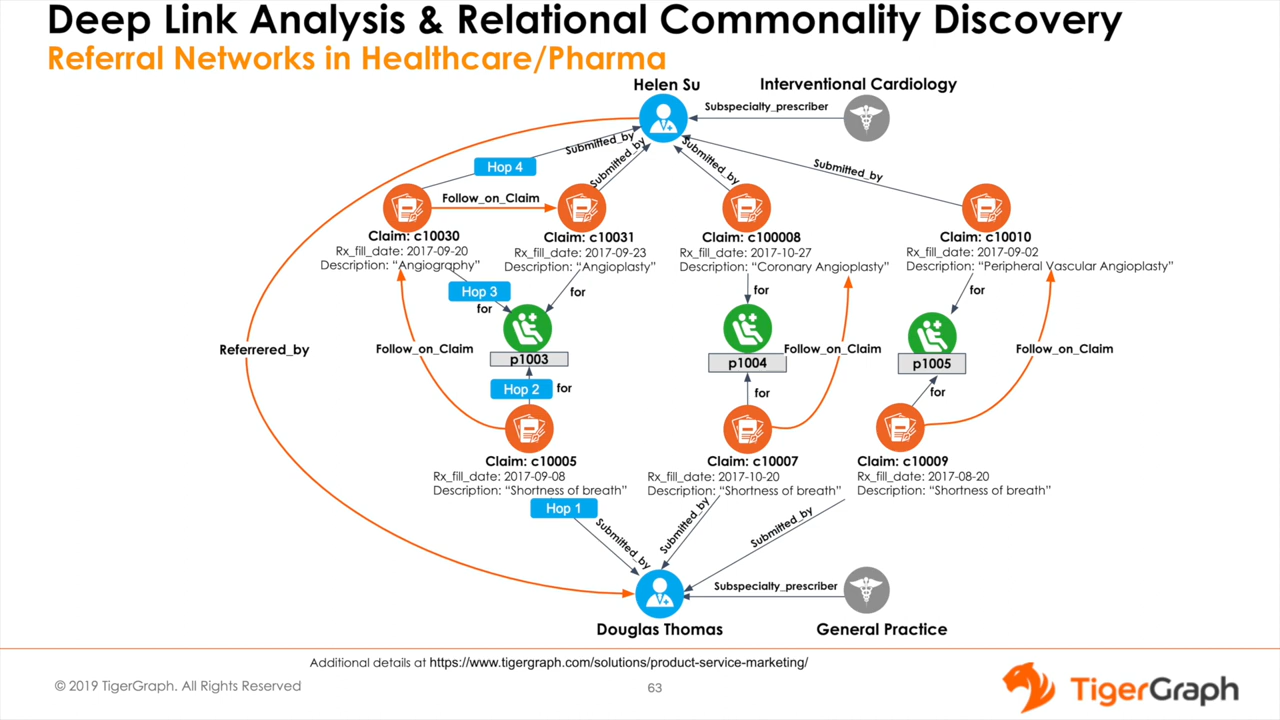 Deep Link Analysis & Relational Commonality Discovery
Referral Networks in Healthcare/Pharma
Helen Su
Interventional Cardiology
Subspecialty_prescriber
Submitted_by
Submitted_by
Submitted_by
Submitted_by
Hop 4
Follow_on_Claim
Claim: c10030
Rx_fill_date: 2017-09-20
Description: “Angiography”
Claim: c10031
Rx_fill_date: 2017-09-23
Description: “Angioplasty”
Claim: c100008
Rx_fill_date: 2017-10-27
Description: “Coronary Angioplasty”
Claim: c10010
Rx_fill_date: 2017-09-02
Description: “Peripheral Vascular Angioplasty”
Hop 3
for
for
for
for
Referrered_by
Follow_on_Claim
p1003
p1004
Follow_on_Claim
p1005
Follow_on_Claim
Hop 2
for
for
for
Claim: c10005
Rx_fill_date: 2017-09-08
Description: “Shortness of breath”
Claim: c10007
Rx_fill_date: 2017-10-20
Description: “Shortness of breath”
Claim: c10009
Rx_fill_date: 2017-08-20
Description: “Shortness of breath”
Hop 1
Submitted_by
Submitted_by
Submitted_by
Subspecialty_prescriber
Douglas Thomas
General Practice
Additional details at https://www.tigergraph.com/solutions/product-service-marketing/
© 2019 TigerGraph. All Rights Reserved
63
TigerGraph